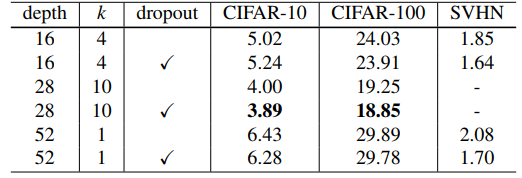 depth k dropout CIFAR-10 CIFAR-100 SVHN
16 4 5.02 24.03 1.85
16 4 ✓ 5.24 23.91 1.64
28 10 4.00 19.25 -
28 10 ✓ 3.89 18.85 -
52 1 6.43 29.89 2.08
52 1 ✓ 6.28 29.78 1.70